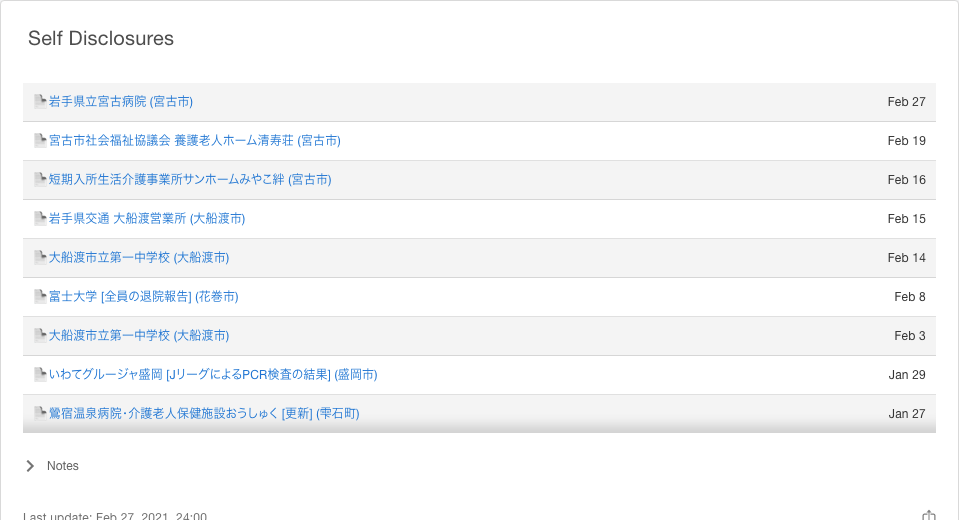 Self Disclosures
岩手県立宮古病院 (宮古市) Feb 27
宮古市社会福祉協議会 養護老人ホーム清寿荘 (宮古市) Feb 19
短期入所生活介護事業所サンホームみやこ絆 (宮古市) Feb 16
岩手県交通 大船渡営業所 (大船渡市) Feb 15
大船渡市立第一中学校 (大船渡市) Feb 14
富士大学 [全員の退院報告] (花巻市) Feb 8
大船渡市立第一中学校 (大船渡市) Feb 3
いわてグルージャ盛岡 [JリーグによるPCR検査の結果] (盛岡市) Jan 29
鶯宿温泉病院・介護老人保健施設おうしゅく [更新] (雫石町) Jan 27
Notes
Last update: Feb 27, 2021, 24:00